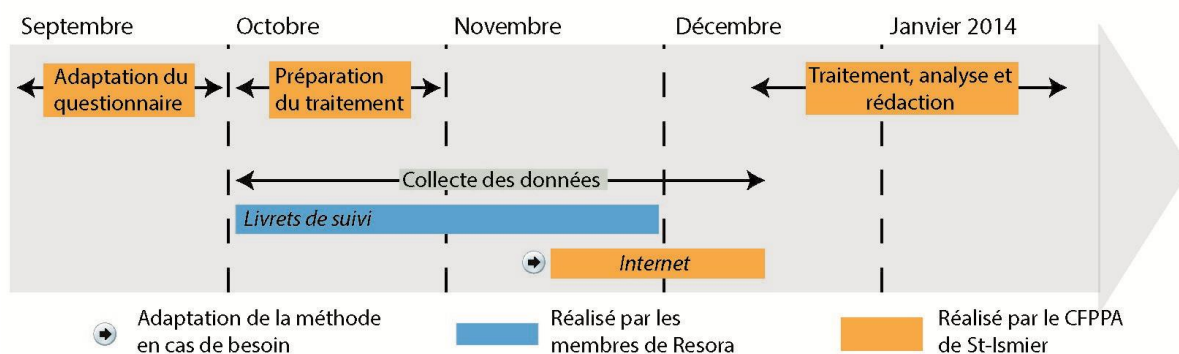 Septembre
Octobre
Novembre
Décembre
Janvier 2014
Adaptation du
questionnaire
Préparation
du traitement
Traitement, analyse et
rédaction
Collecte des données
Livrets de suivi
Internet
Adaptation de la méthode
en cas de besoin
Réalisé par les
membres de Resora
Réalisé par le CFPPA
de St-Ismier